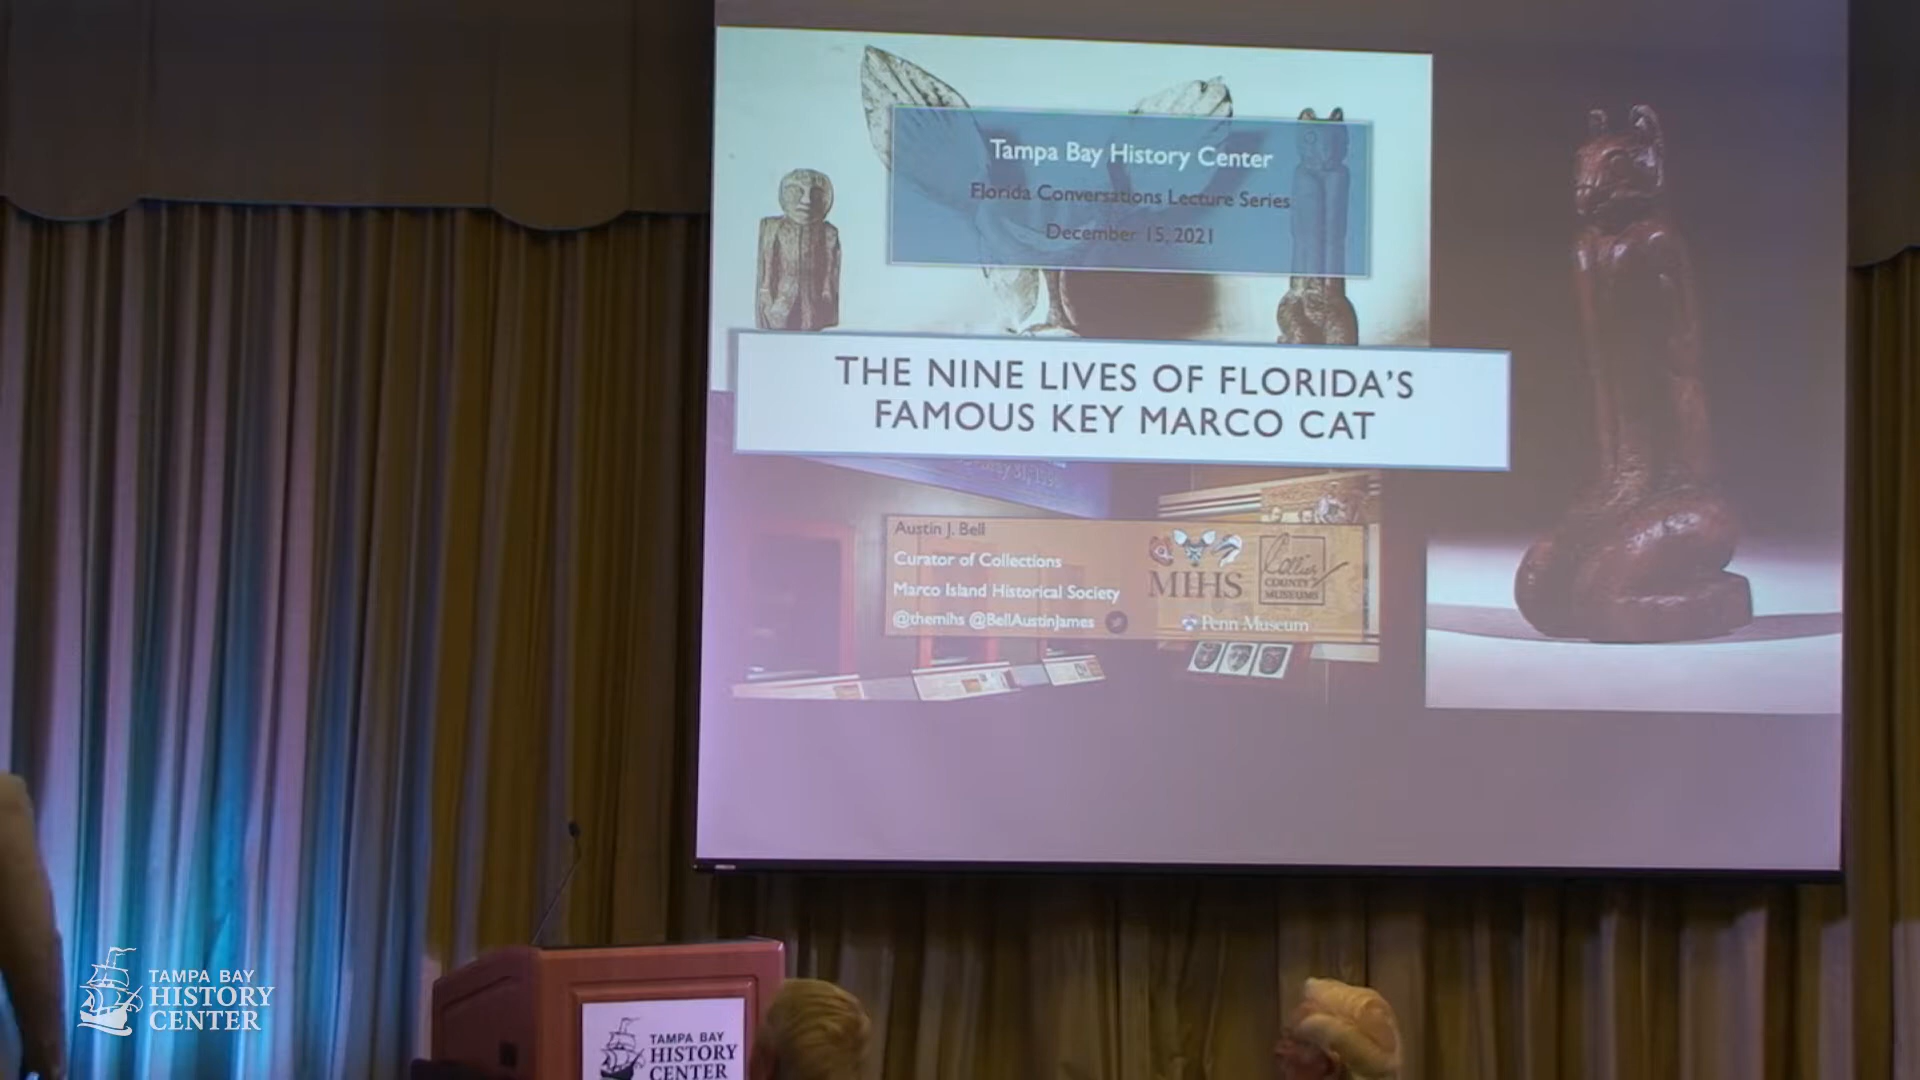 Tampa Bay History Center
Florida Conversations Lecture Series
December 15, 2021
THE NINE LIVES OF FLORIDA'S
FAMOUS KEY MARCO CAT
Austin J. Bell
Curator of Collections
Marco Island Historical Society
@themihs @BellAustinJames
MIHS
Collier
COUNTY
MUSEUMS
Penn Museum
TAMPA BAY
HISTORY
CENTER
TAMPA BAY
HISTORY
CENTER